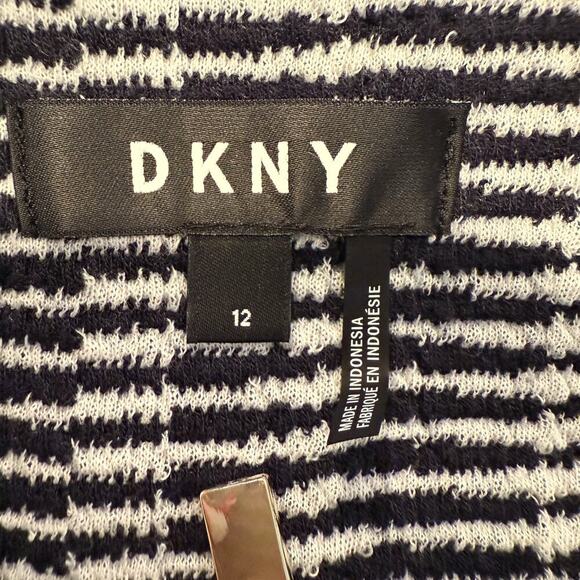 DKNY
12
MADE IN INDONESIA
FABRIQUÉ EN INDONÉSIE